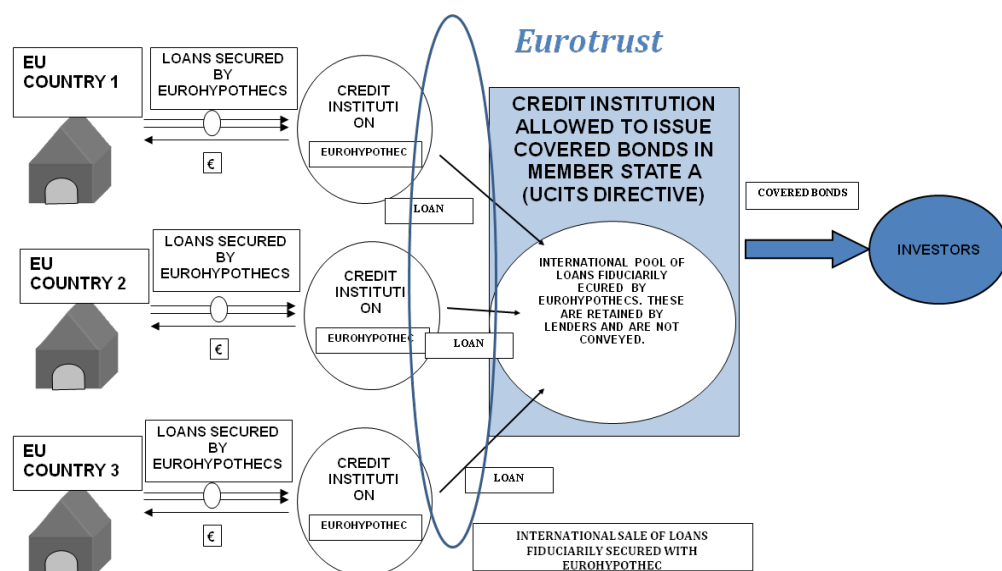 Eurotrust
EU
COUNTRY 1
LOANS SECURED
BY
EUROHYPOTHECS
€
CREDIT
INSTITUTI
ON
EUROHYPOTHEC
LOAN
EU
COUNTRY 2
LOANS SECURED
BY
EUROHYPOTHECS
€
CREDIT
INSTITUTI
ON
EUROHYPOTHEC
LOAN
EU
COUNTRY 3
LOANS SECURED
BY
EUROHYPOTHECS
€
CREDIT
INSTITUTI
ON
EUROHYPOTHEC
LOAN
CREDIT INSTITUTION
ALLOWED TO ISSUE
COVERED BONDS IN
MEMBER STATE A
(UCITS DIRECTIVE)
INTERNATIONAL POOL OF
LOANS FIDUCIARILY
ECURED BY
EUROHYPOTHECS. THESE
ARE RETAINED BY
LENDERS AND ARE NOT
CONVEYED.
COVERED BONDS
INVESTORS
INTERNATIONAL SALE OF LOANS
FIDUCIARILY SECURED WITH
EUROHYPOTHEC